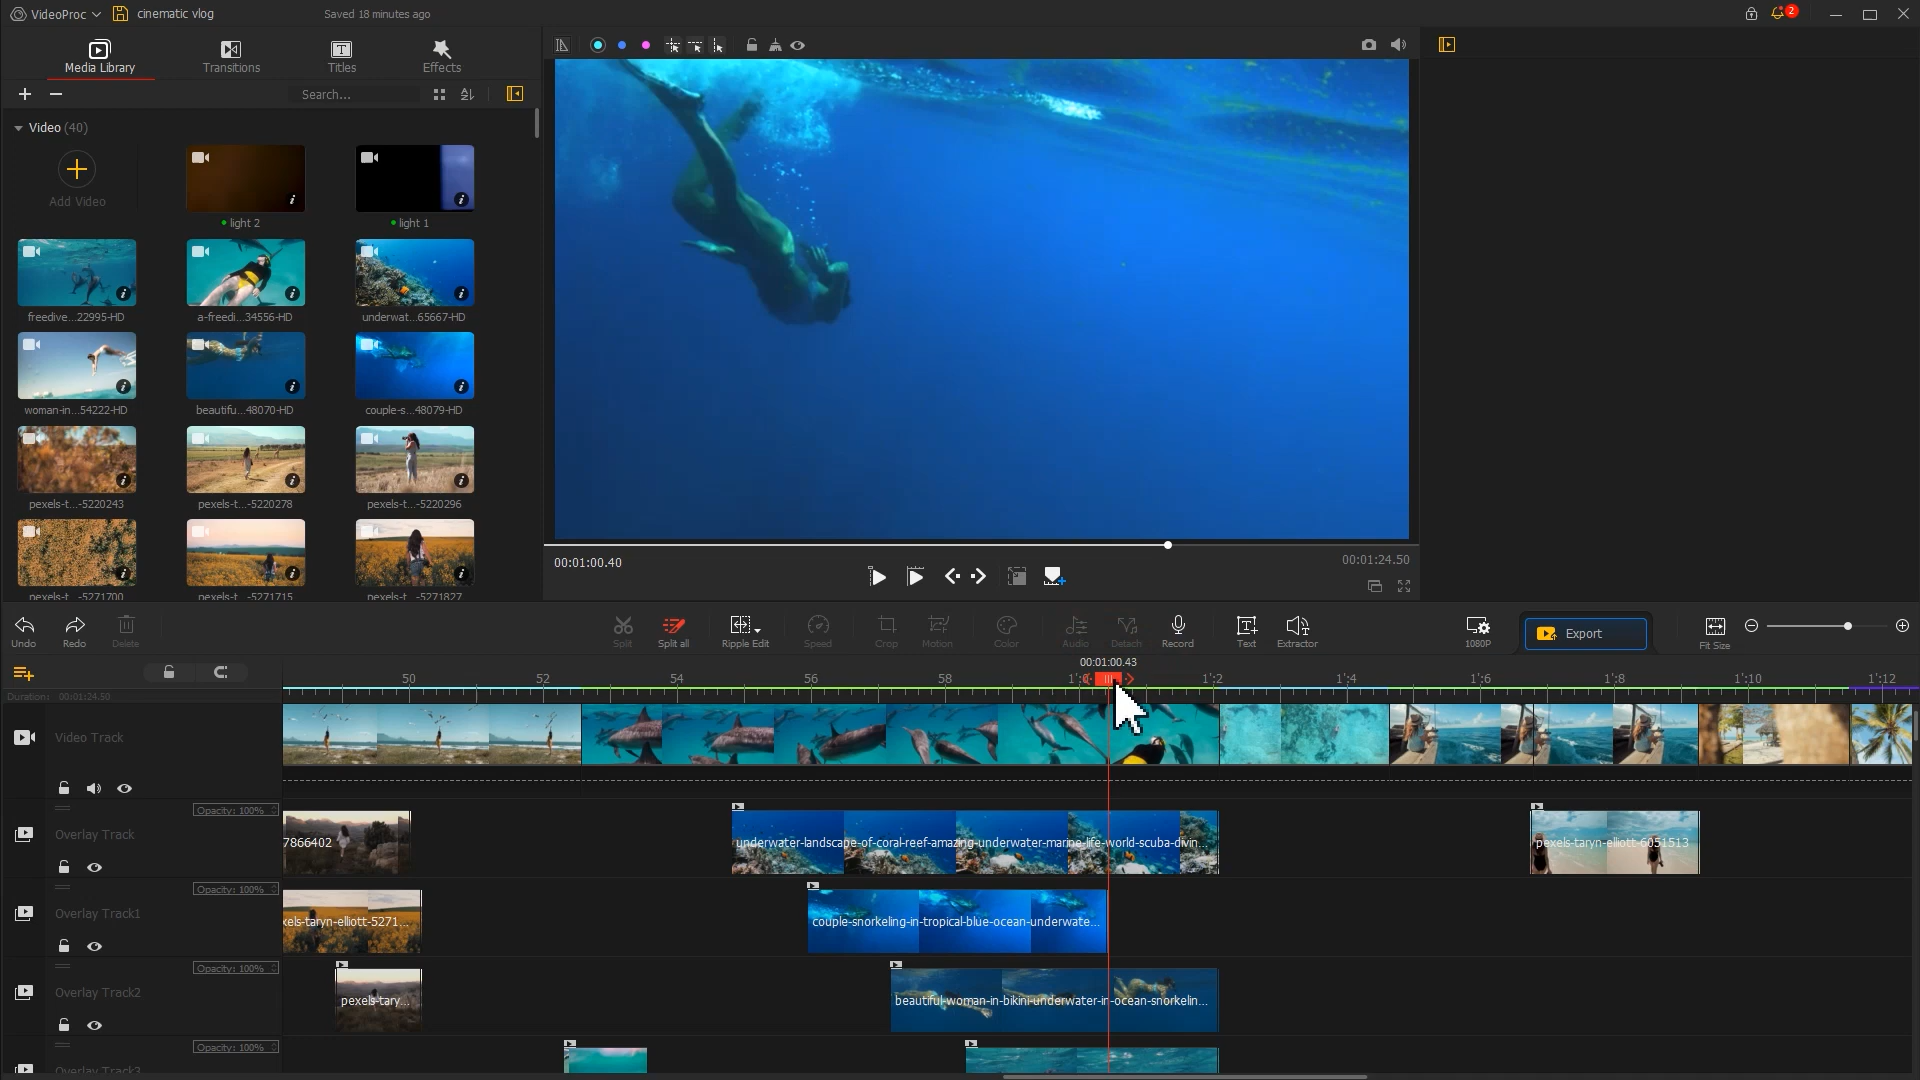 VideoProc
cinematic vlog
Saved 18 minutes ago
2
Media Library
Transitions
Titles
Effects
Search...
Video (40)
Add Video
light 2
light 1
freedive...22995-HD
a-freedi...34556-HD
underwat...65667-HD
woman-in...54222-HD
beautifu...48070-HD
couple-s...48079-HD
pexels-t...-5220243
pexels-t...-5220278
pexels-t...-5220296
pexels-t...-5271700
pexels-t...-5271715
pexels-t...-5271827
00:01:00.40
00:01:24.50
Undo
Redo
Delete
Split
Split all
Ripple Edit
Speed
Crop
Motion
Color
Audio
Detach
Record
Text
Extractor
1080P
Export
Fit Size
00:01:00.43
50
52
54
56
58
1'2
1'4
1'6
1'8
1'10
1'12
Duration: 00:01:24.50
Video Track
Opacity: 100%
Overlay Track
7866402
underwater-landscape-of-coral-reef-amazing-underwater-marine-life-world-scuba-divin...
pexels-taryn-elliott-6051513
Opacity: 100%
Overlay Track1
xels-taryn-elliott-5271...
couple-snorkeling-in-tropical-blue-ocean-underwate...
Opacity: 100%
Overlay Track2
pexels-tary...
beautiful-woman-in-bikini-underwater-in-ocean-snorkelin...
Opacity: 100%
Overlay Track3